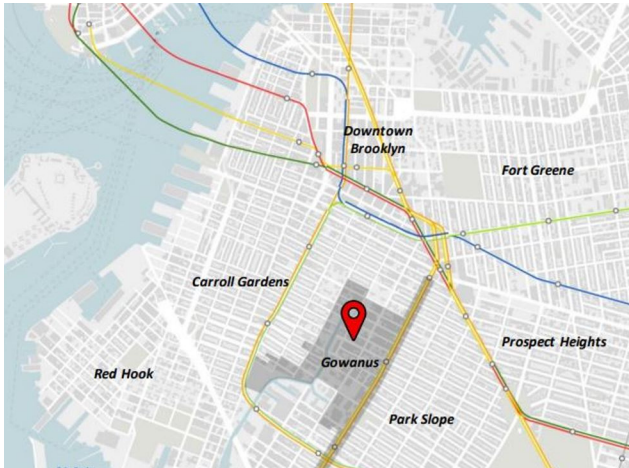 Downtown
Brooklyn
Fort Greene
Carroll Gardens
Prospect Heights
Gowanus
Red Hook
Park Slope